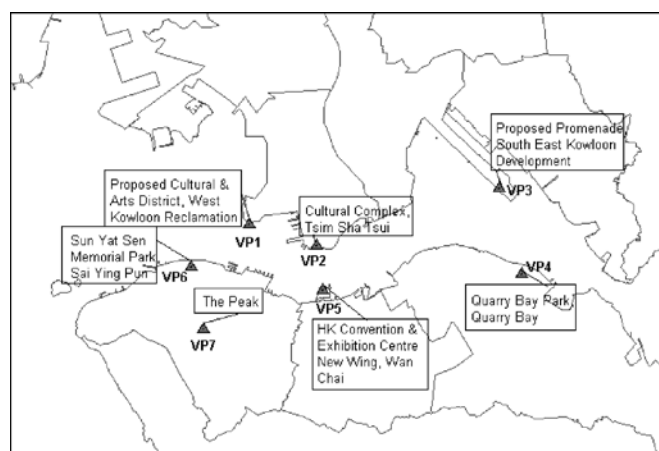 Proposed Promenade
South East Kowloon
Development
VP3
Proposed Cultural &
Arts District, West
Kowloon Reclamation
VP1
Cultural Complex,
Tsim Sha Tsui
VP2
Sun Yat Sen
Memorial Park
Sai Ying Pun
VP6
VP4
Quarry Bay Park,
Quarry Bay
The Peak
VP7
VP5
HK Convention &
Exhibition Centre
New Wing, Wan
Chai